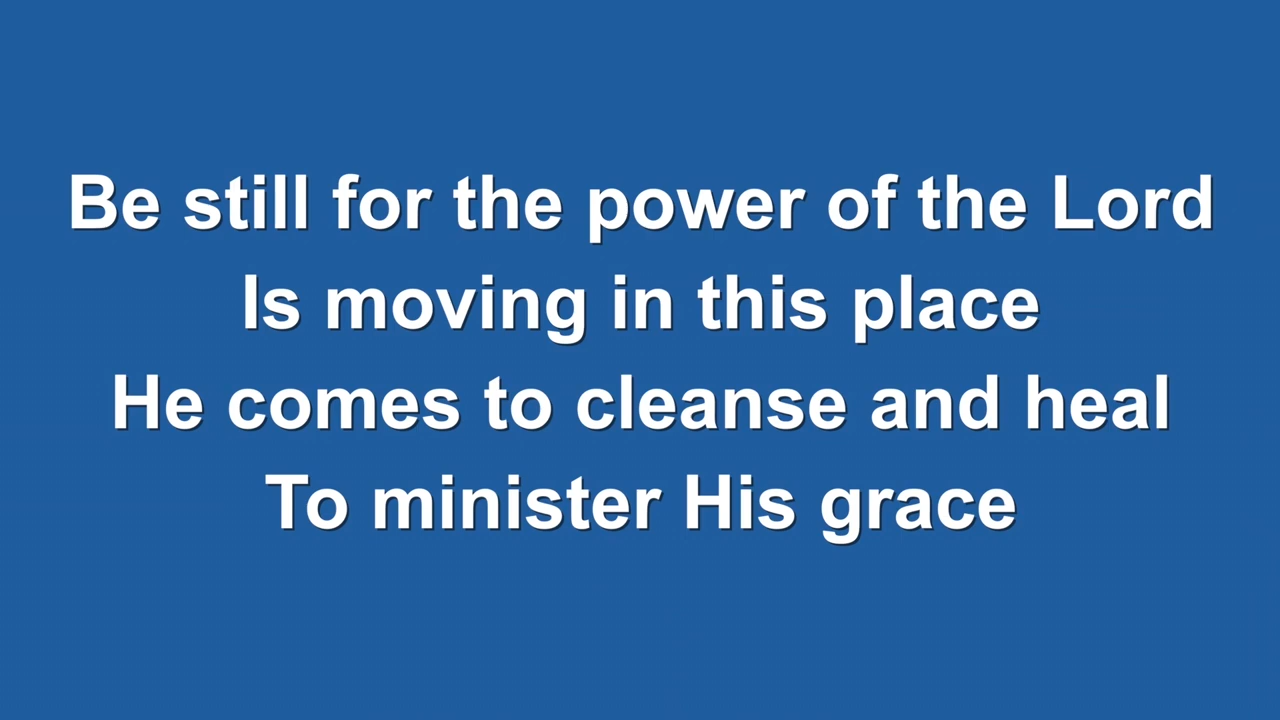 Be still for the power of the Lord
Is moving in this place
He comes to cleanse and heal
To minister His grace